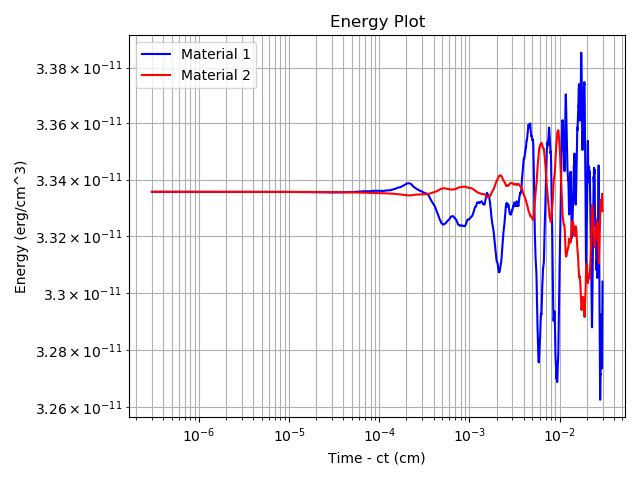 Energy Plot
Material 1
Material 2
Energy (erg/cm^3)
3.38 × 10⁻¹¹
3.36 × 10⁻¹¹
3.34 × 10⁻¹¹
3.32 × 10⁻¹¹
3.3 × 10⁻¹¹
3.28 × 10⁻¹¹
3.26 × 10⁻¹¹
10⁻⁶ 10⁻⁵ 10⁻⁴ 10⁻³ 10⁻²
Time - ct (cm)